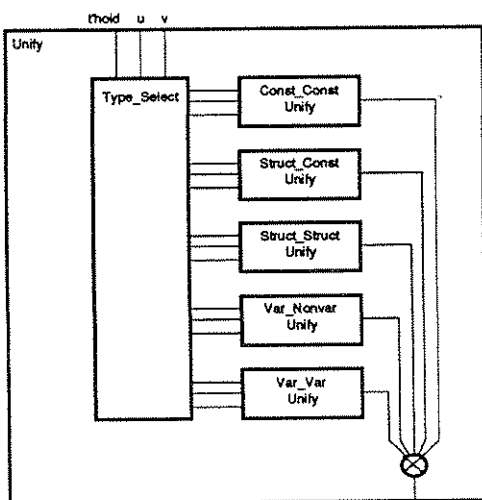 t'hold u v
Unify
Type_Select
Const_Const
Unify
Struct_Const
Unify
Struct_Struct
Unify
Var_Nonvar
Unify
Var_Var
Unify